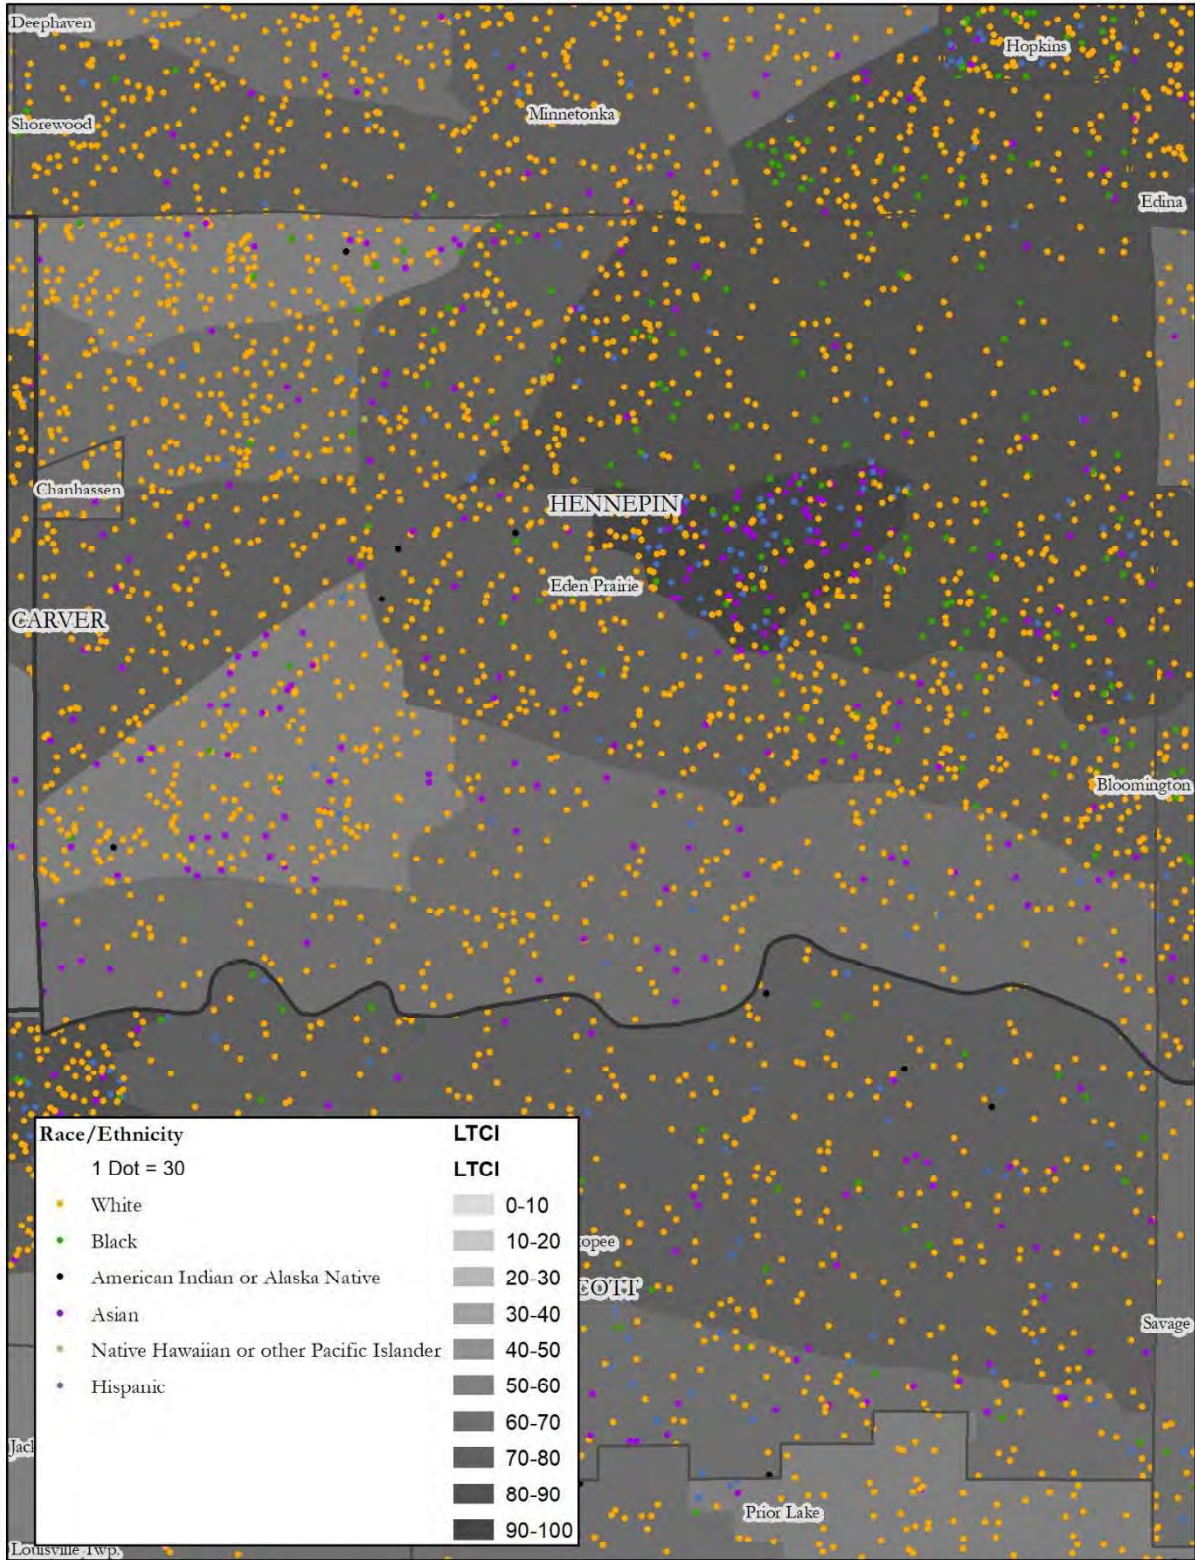 Deephaven
Hopkins
Minnetonka
Shorewood
Edina
Chanhassen
HENNEPIN
Eden Prairie
CARVER
Bloomington
Race/Ethnicity
1 Dot = 30
White
Black
American Indian or Alaska Native
Asian
Native Hawaiian or other Pacific Islander
Hispanic
LTCI
LTCI
0-10
10-20
20-30
30-40
40-50
50-60
60-70
70-80
80-90
90-100
opee
COTT
Savage
Jack
Prior Lake
Louisville Twp.